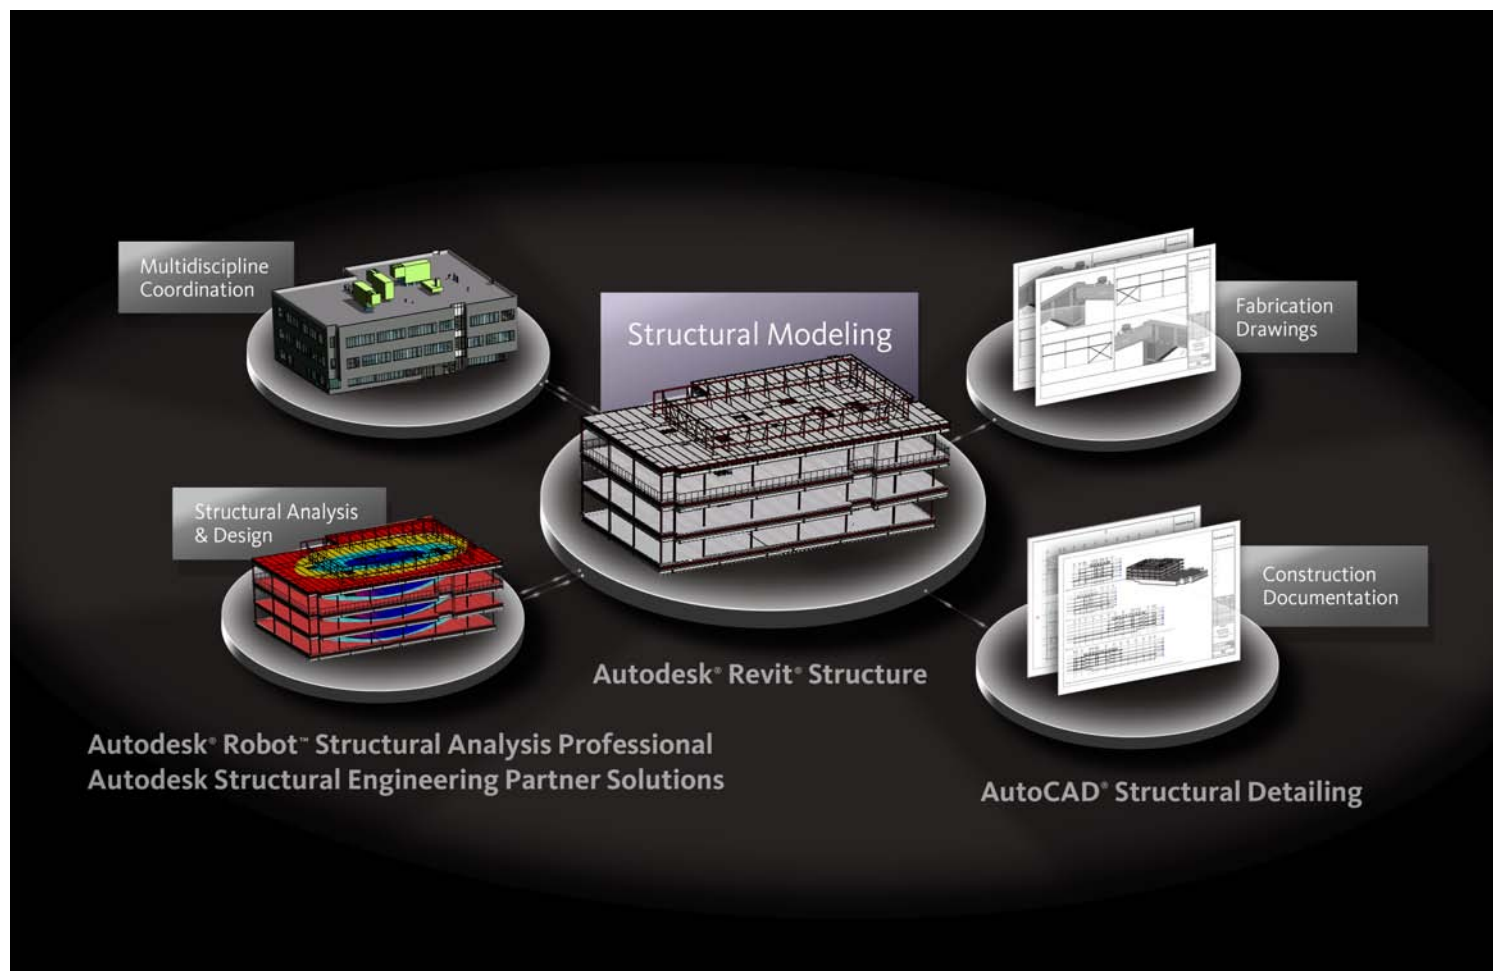 Multidiscipline
Coordination
Structural Modeling
Fabrication
Drawings
Structural Analysis
& Design
Construction
Documentation
Autodesk® Revit® Structure
Autodesk® Robot™ Structural Analysis Professional
Autodesk Structural Engineering Partner Solutions
AutoCAD® Structural Detailing